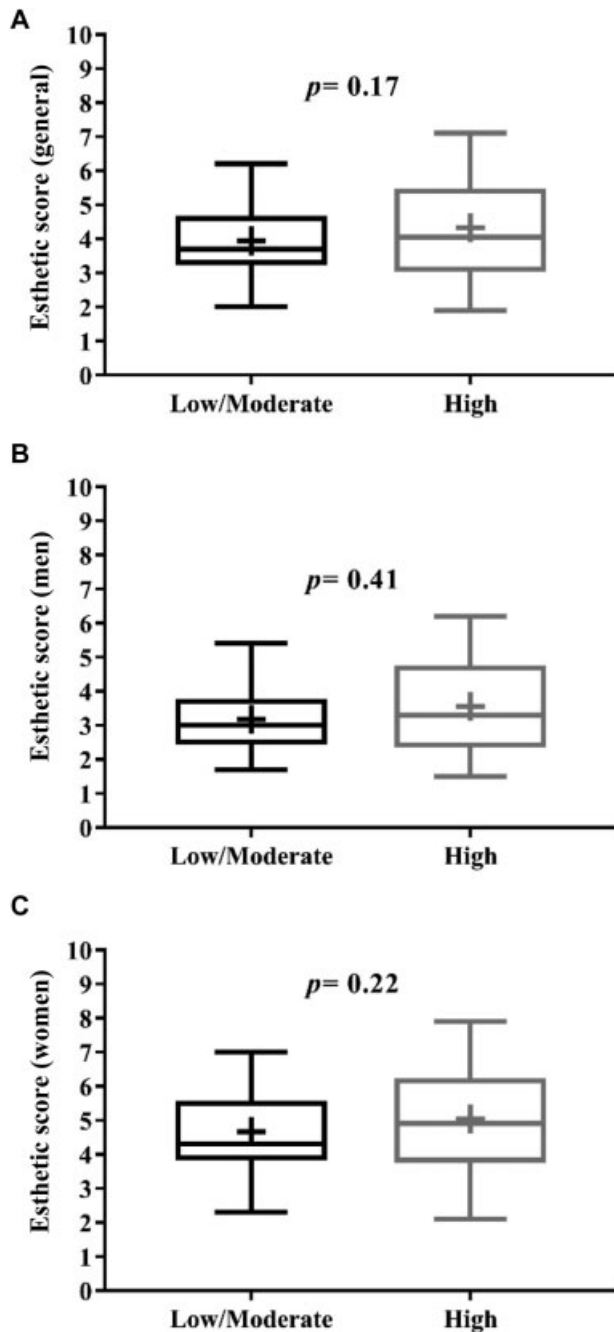 A
Esthetic score (general)
10
9
8
7
6
5
4
3
2
1
0
p= 0.17
Low/Moderate
High
B
Esthetic score (men)
10
9
8
7
6
5
4
3
2
1
0
p= 0.41
Low/Moderate
High
C
Esthetic score (women)
10
9
8
7
6
5
4
3
2
1
0
p= 0.22
Low/Moderate
High